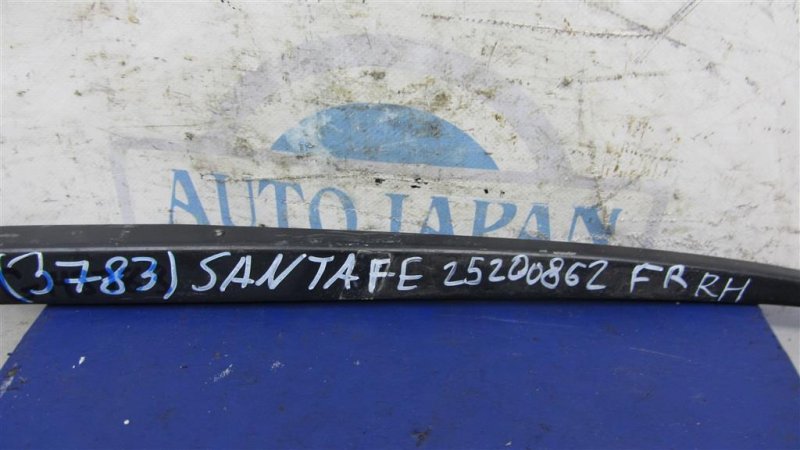 AUTO JAPAN
(3783) SANTAFE 25200862 FR RH